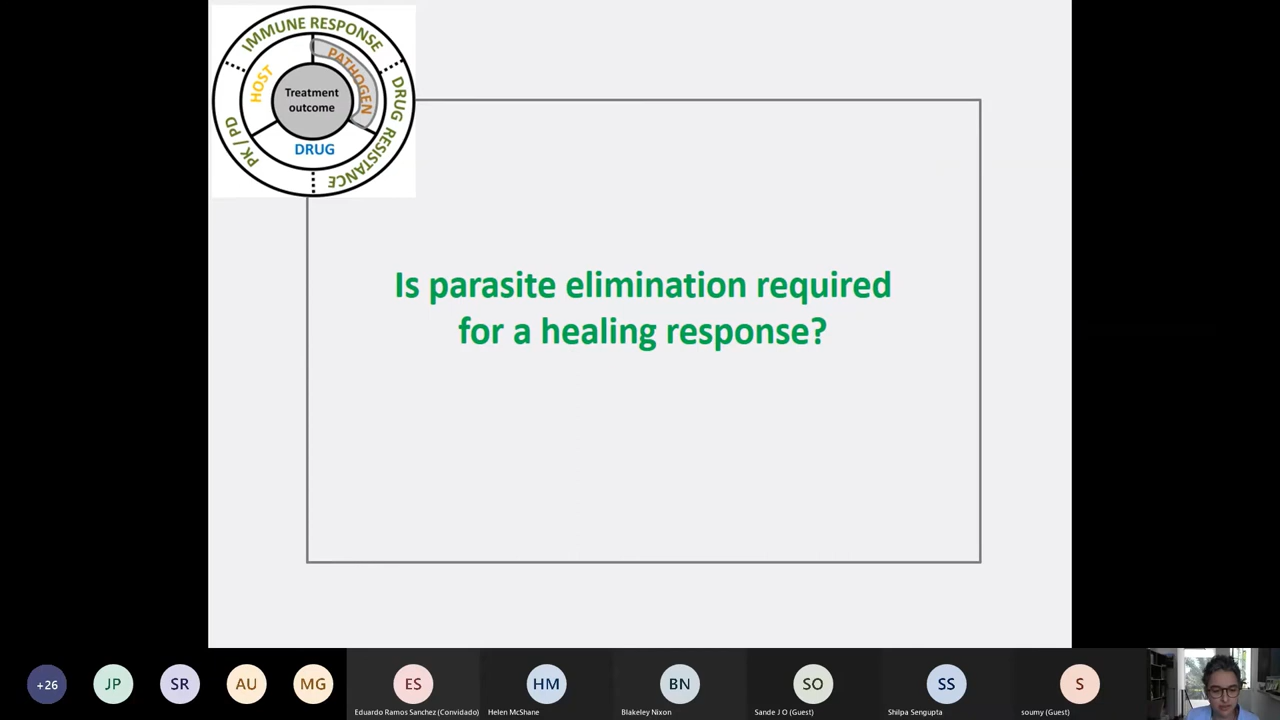 IMMUNE RESPONSE
HOST
PATHOGEN
Treatment
outcome
DRUG
PK / PD
DRUG RESISTANCE
Is parasite elimination required
for a healing response?
+26
JP
SR
AU
MG
ES
HM
BN
SO
SS
S
Eduardo Ramos Sanchez (Convidado)
Helen McShane
Blakeley Nixon
Sande J O (Guest)
Shilpa Sengupta
soumy (Guest)